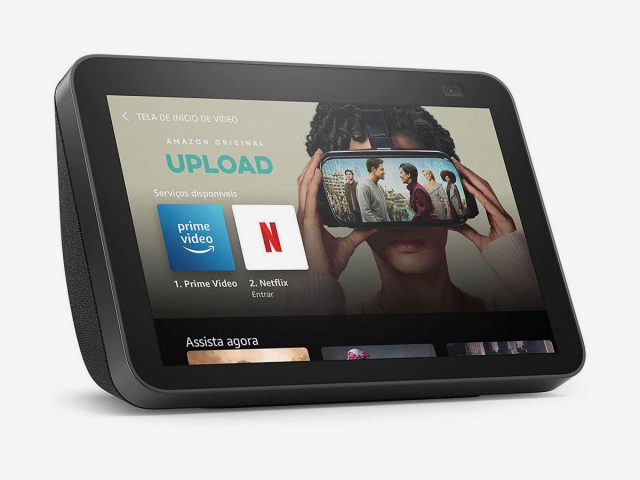 TELA DE INÍCIO DE VÍDEO
AMAZON ORIGINAL
UPLOAD
Serviços disponíveis
prime
video
N
1. Prime Video
2. Netflix
Entrar
Assista agora